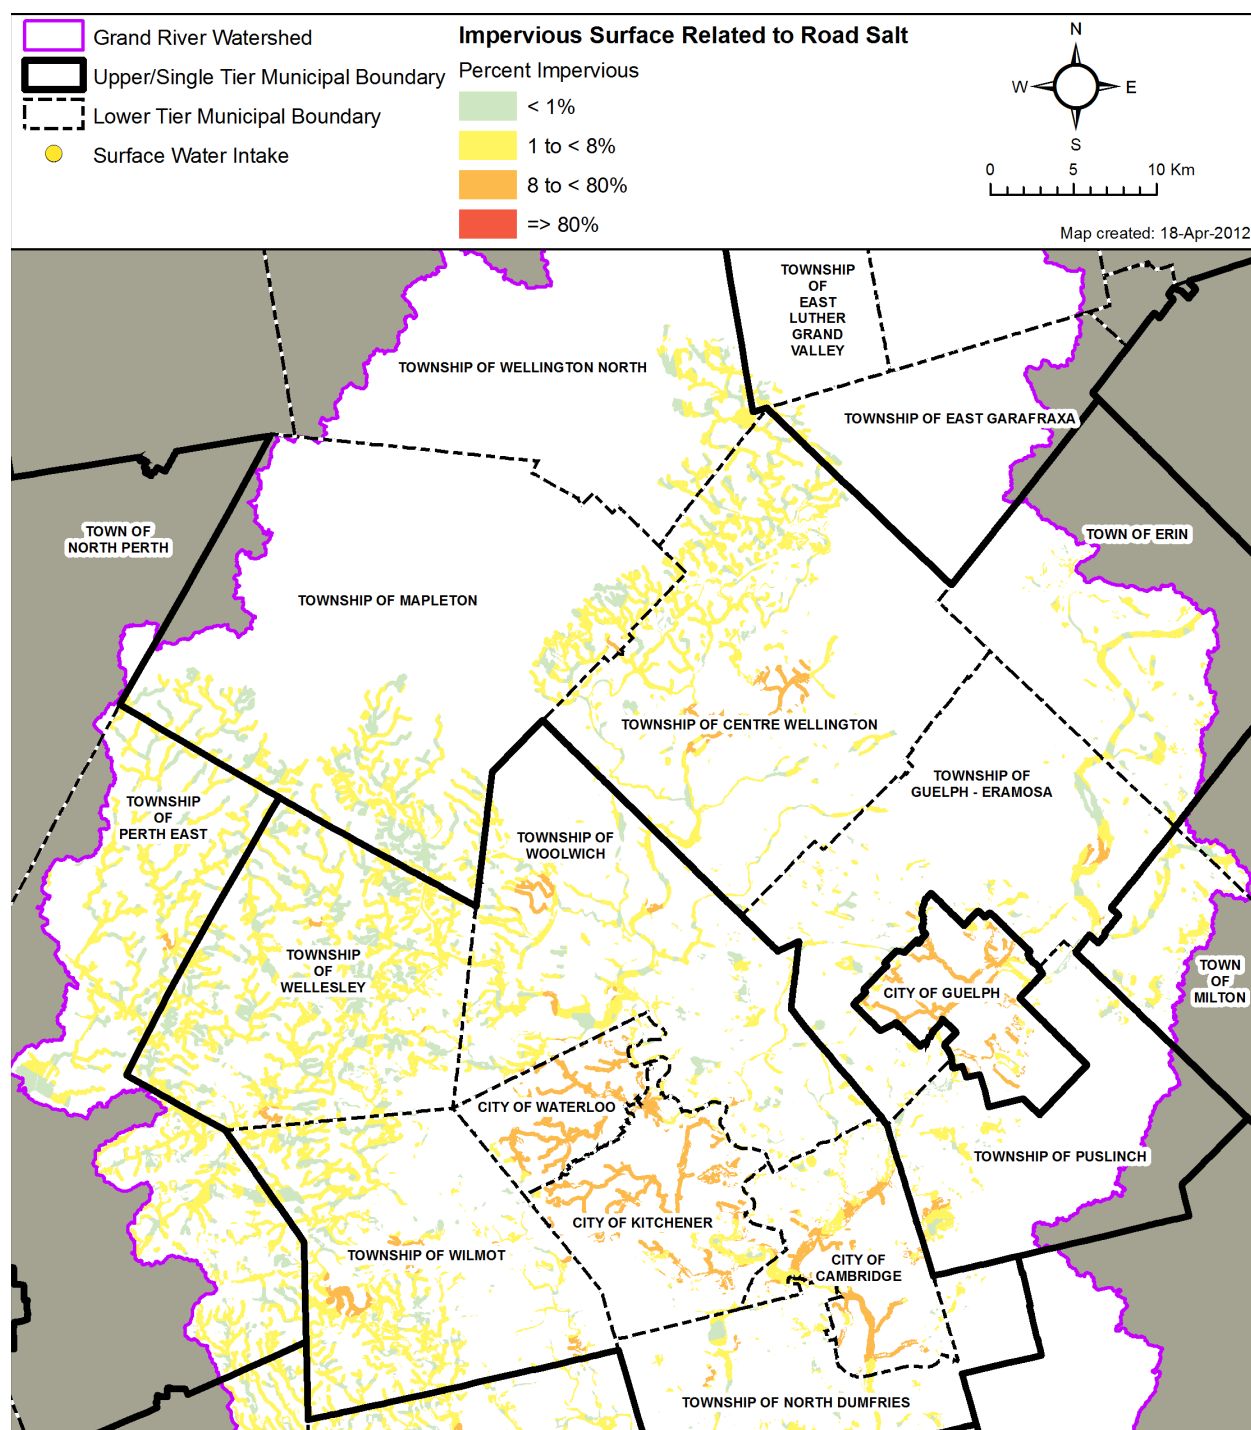 Grand River Watershed
Upper/Single Tier Municipal Boundary
Lower Tier Municipal Boundary
Surface Water Intake
Impervious Surface Related to Road Salt
Percent Impervious
< 1%
1 to < 8%
8 to < 80%
=> 80%
N
W
E
S
0 5 10 Km
Map created: 18-Apr-2012
TOWNSHIP
OF
EAST
LUTHER
GRAND
VALLEY
TOWNSHIP OF WELLINGTON NORTH
TOWNSHIP OF EAST GARAFRAXA
TOWN OF
NORTH PERTH
TOWN OF ERIN
TOWNSHIP OF MAPLETON
TOWNSHIP OF CENTRE WELLINGTON
TOWNSHIP OF
GUELPH - ERAMOSA
TOWNSHIP
OF
PERTH EAST
TOWNSHIP OF
WOOLWICH
TOWNSHIP
OF
WELLESLEY
CITY OF GUELPH
TOWN
OF
MILTON
CITY OF WATERLOO
TOWNSHIP OF PUSLINCH
CITY OF KITCHENER
TOWNSHIP OF WILMOT
CITY OF
CAMBRIDGE
TOWNSHIP OF NORTH DUMFRIES